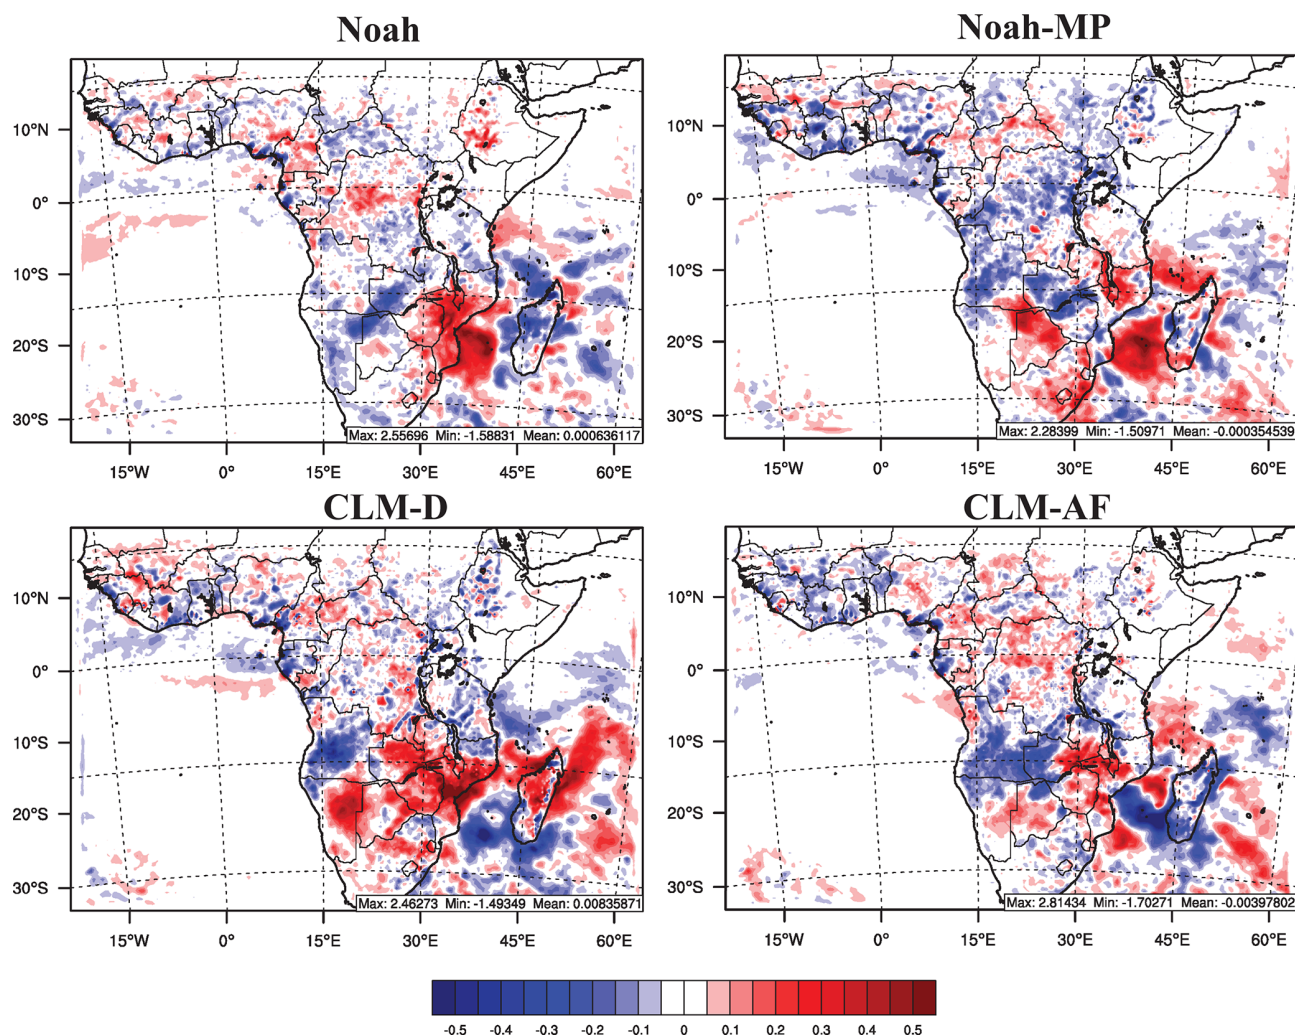 Noah
Noah-MP
10°N
0°
10°S
20°S
30°S
Max: 2.55696 Min: -1.58831 Mean: 0.000636117
15°W 0° 15°E 30°E 45°E 60°E
10°N
0°
10°S
20°S
30°S
Max: 2.28399 Min: -1.50971 Mean: -0.000354539
15°W 0° 15°E 30°E 45°E 60°E
CLM-D
CLM-AF
10°N
0°
10°S
20°S
30°S
Max: 2.46273 Min: -1.49349 Mean: 0.00835871
15°W 0° 15°E 30°E 45°E 60°E
10°N
0°
10°S
20°S
30°S
Max: 2.81434 Min: -1.70271 Mean: -0.00397802
15°W 0° 15°E 30°E 45°E 60°E
-0.5 -0.4 -0.3 -0.2 -0.1 0 0.1 0.2 0.3 0.4 0.5